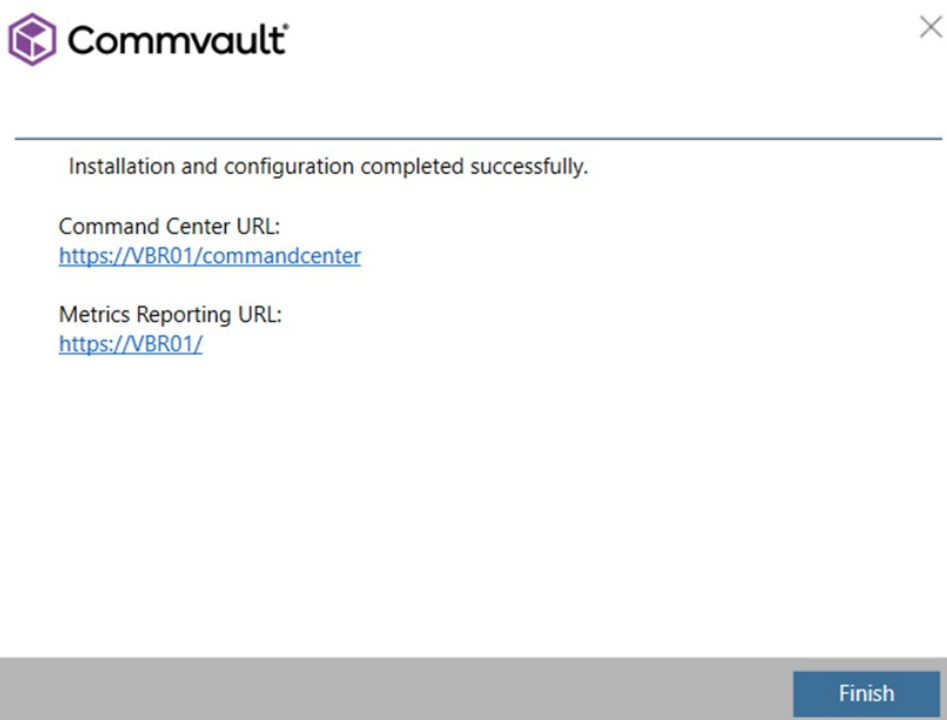 Commvault®
Installation and configuration completed successfully.
Command Center URL:
https://VBR01/commandcenter
Metrics Reporting URL:
https://VBR01/
Finish